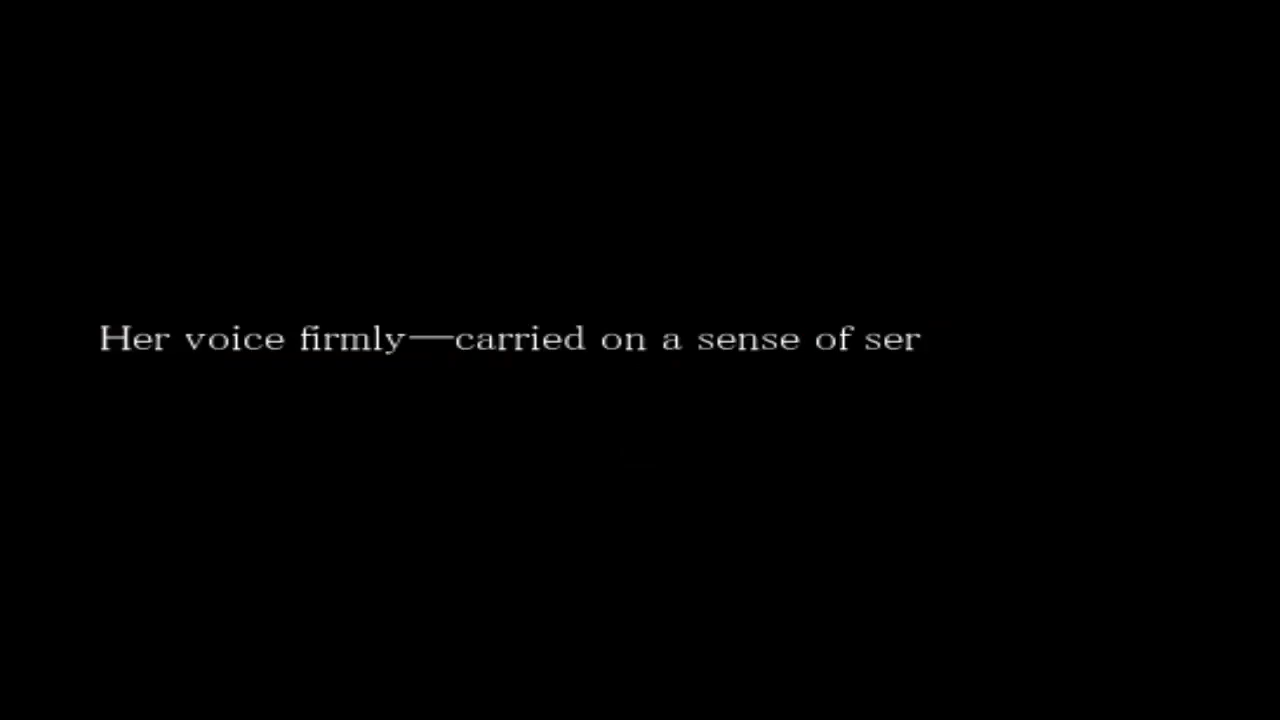 Her voice firmly—carried on a sense of ser